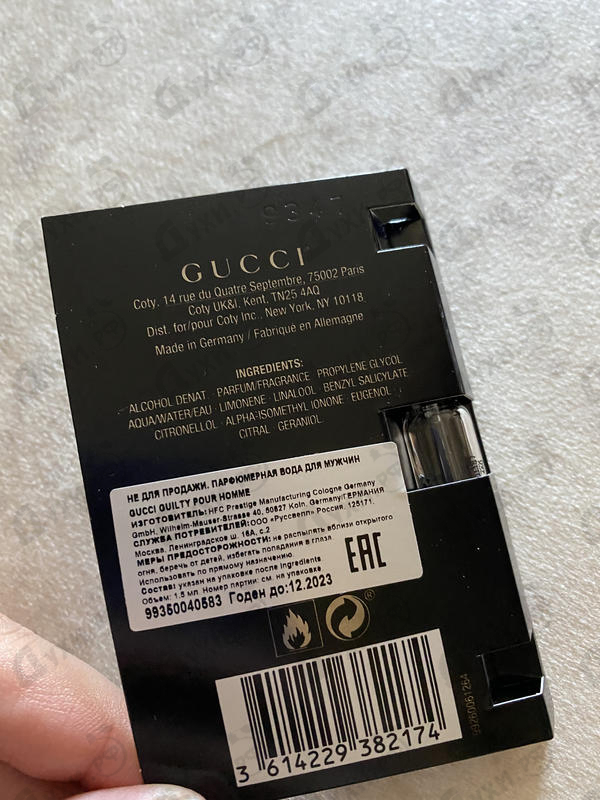 9347
GUCCI
Coty. 14 rue du Quatre Septembre, 75002 Paris
Coty UK&I, Kent, TN25 4AQ
Dist. for/pour Coty Inc., New York, NY 10118
Made in Germany / Fabriqué en Allemagne
INGREDIENTS:
ALCOHOL DENAT · PARFUM/FRAGRANCE · PROPYLENE GLYCOL
AQUA/WATER/EAU · LIMONENE · LINALOOL · BENZYL SALICYLATE
CITRONELLOL · ALPHA-ISOMETHYL IONONE · EUGENOL
CITRAL · GERANIOL
НЕ ДЛЯ ПРОДАЖИ. ПАРФЮМЕРНАЯ ВОДА ДЛЯ МУЖЧИН
GUCCI GUILTY POUR HOMME
ИЗГОТОВИТЕЛЬ: HFC Prestige Manufacturing Cologne Germany
GmbH, Wilhelm-Mauser-Strasse 40, 50827 Koln, Germany/ГЕРМАНИЯ
СЛУЖБА ПОТРЕБИТЕЛЕЙ:ООО «Руссвелл» Россия, 125171,
Москва, Ленинградское ш. 16А, с.2
МЕРЫ ПРЕДОСТОРОЖНОСТИ: не распылять вблизи открытого
огня, беречь от детей, избегать попадания в глаза
Использовать по прямому назначению.
Состав: указан на упаковке после Ingredients
Объем: 1.5 мл. Номер партии: см. на упаковке
99350040583 Годен до:12.2023
EAC
®
99260061264
3 614229 382174